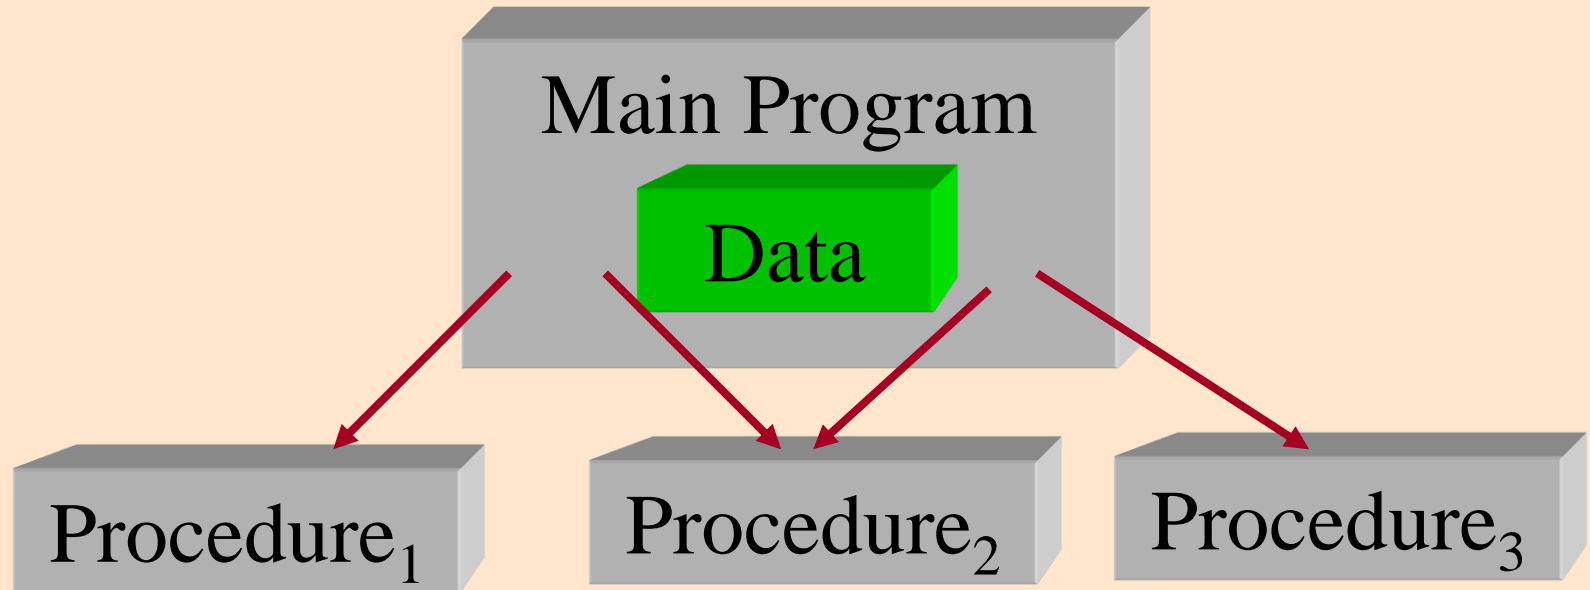 Main Program
Data
Procedure₁
Procedure₂
Procedure₃